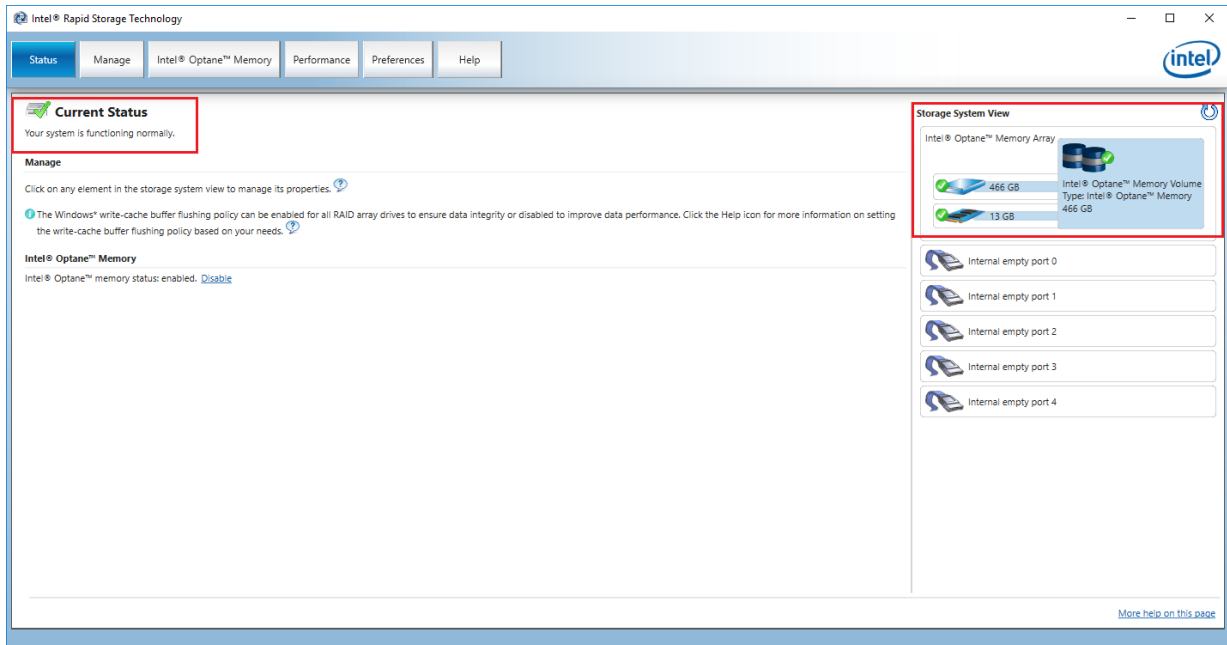 Intel® Rapid Storage Technology
Status
Manage
Intel® Optane™ Memory
Performance
Preferences
Help
intel
Current Status
Your system is functioning normally.
Manage
Click on any element in the storage system view to manage its properties.
The Windows* write-cache buffer flushing policy can be enabled for all RAID array drives to ensure data integrity or disabled to improve data performance. Click the Help icon for more information on setting
the write-cache buffer flushing policy based on your needs.
Intel® Optane™ Memory
Intel® Optane™ memory status: enabled. Disable
Storage System View
Intel® Optane™ Memory Array
466 GB
13 GB
Intel® Optane™ Memory Volume
Type: Intel® Optane™ Memory
466 GB
Internal empty port 0
Internal empty port 1
Internal empty port 2
Internal empty port 3
Internal empty port 4
More help on this page